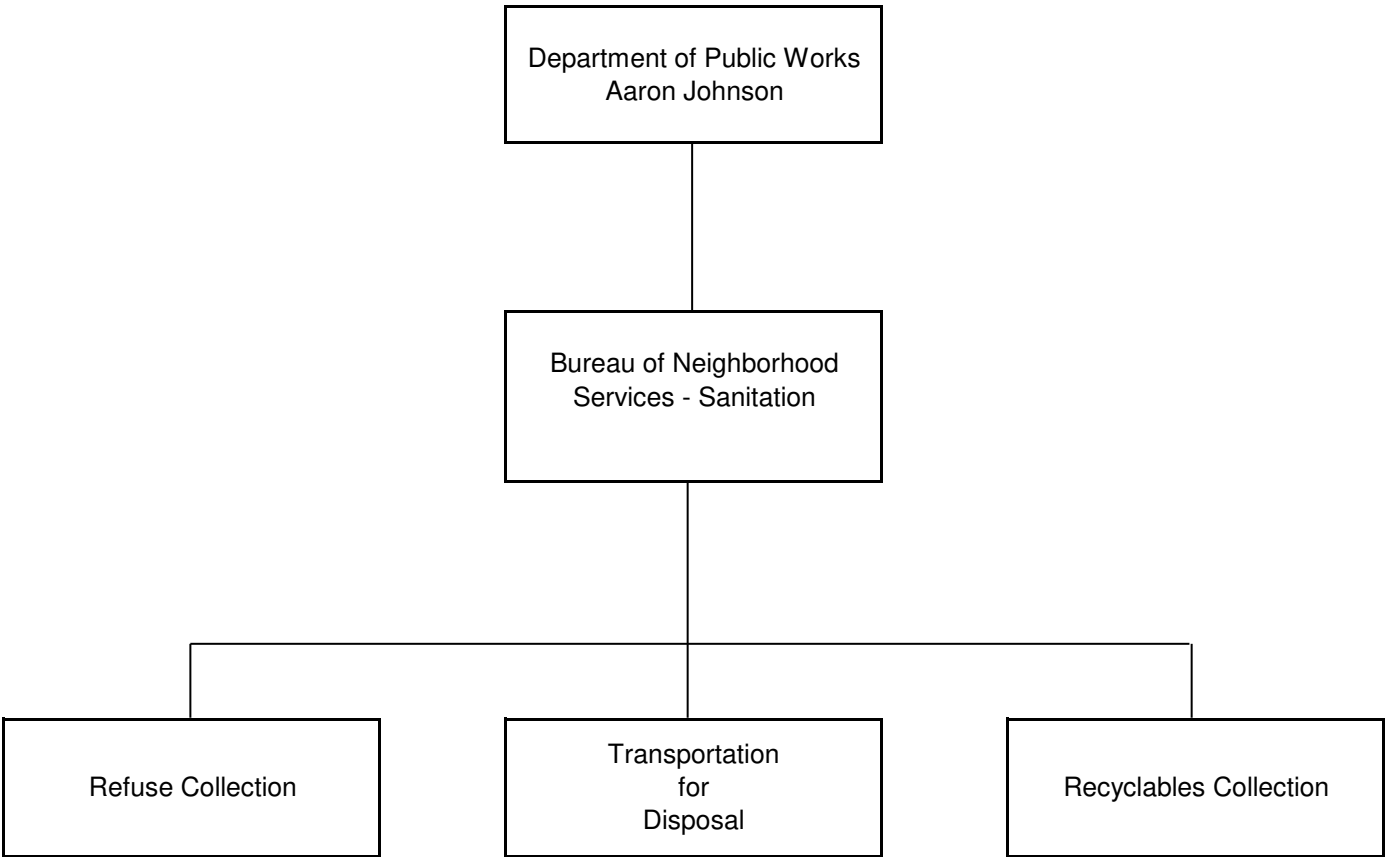 Department of Public Works
Aaron Johnson
Bureau of Neighborhood
Services - Sanitation
Refuse Collection
Transportation
for
Disposal
Recyclables Collection